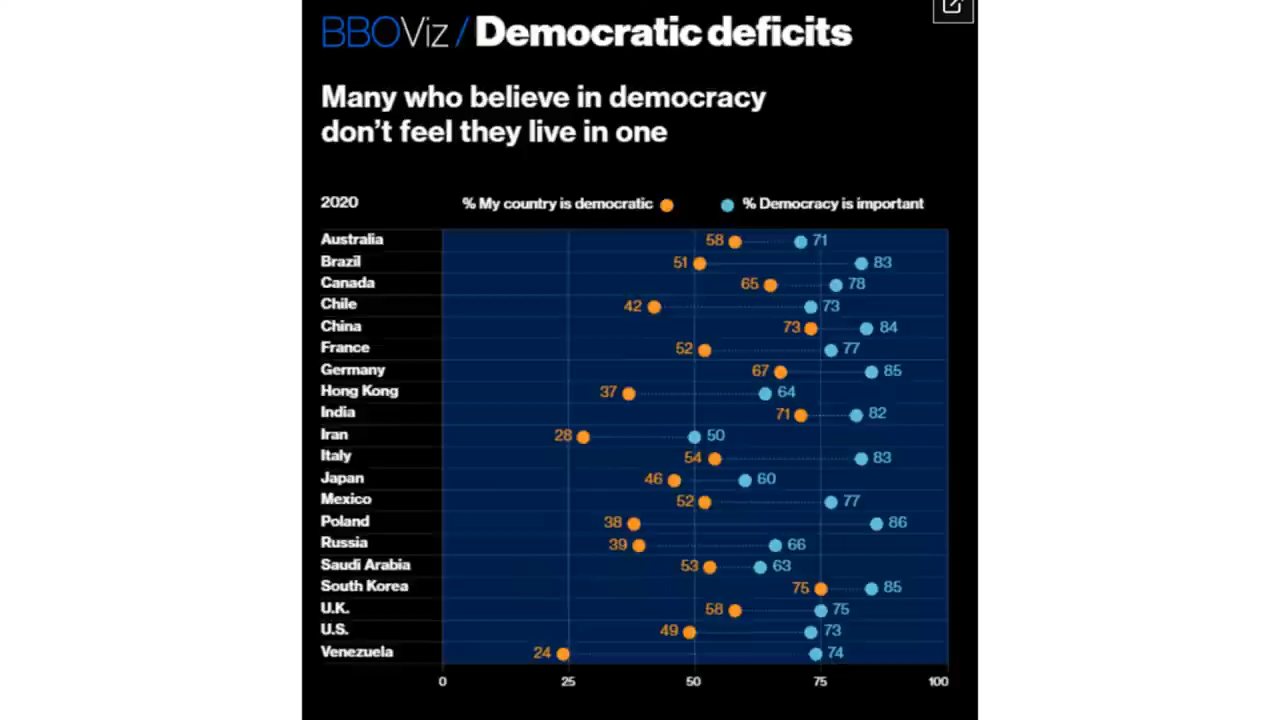 BBOViz / Democratic deficits
Many who believe in democracy
don't feel they live in one
2020 % My country is democratic % Democracy is important
Australia 58 71
Brazil 51 83
Canada 65 78
Chile 42 73
China 73 84
France 52 77
Germany 67 85
Hong Kong 37 64
India 71 82
Iran 28 50
Italy 54 83
Japan 46 60
Mexico 52 77
Poland 38 86
Russia 39 66
Saudi Arabia 53 63
South Korea 75 85
U.K. 58 75
U.S. 49 73
Venezuela 24 74
0 25 50 75 100